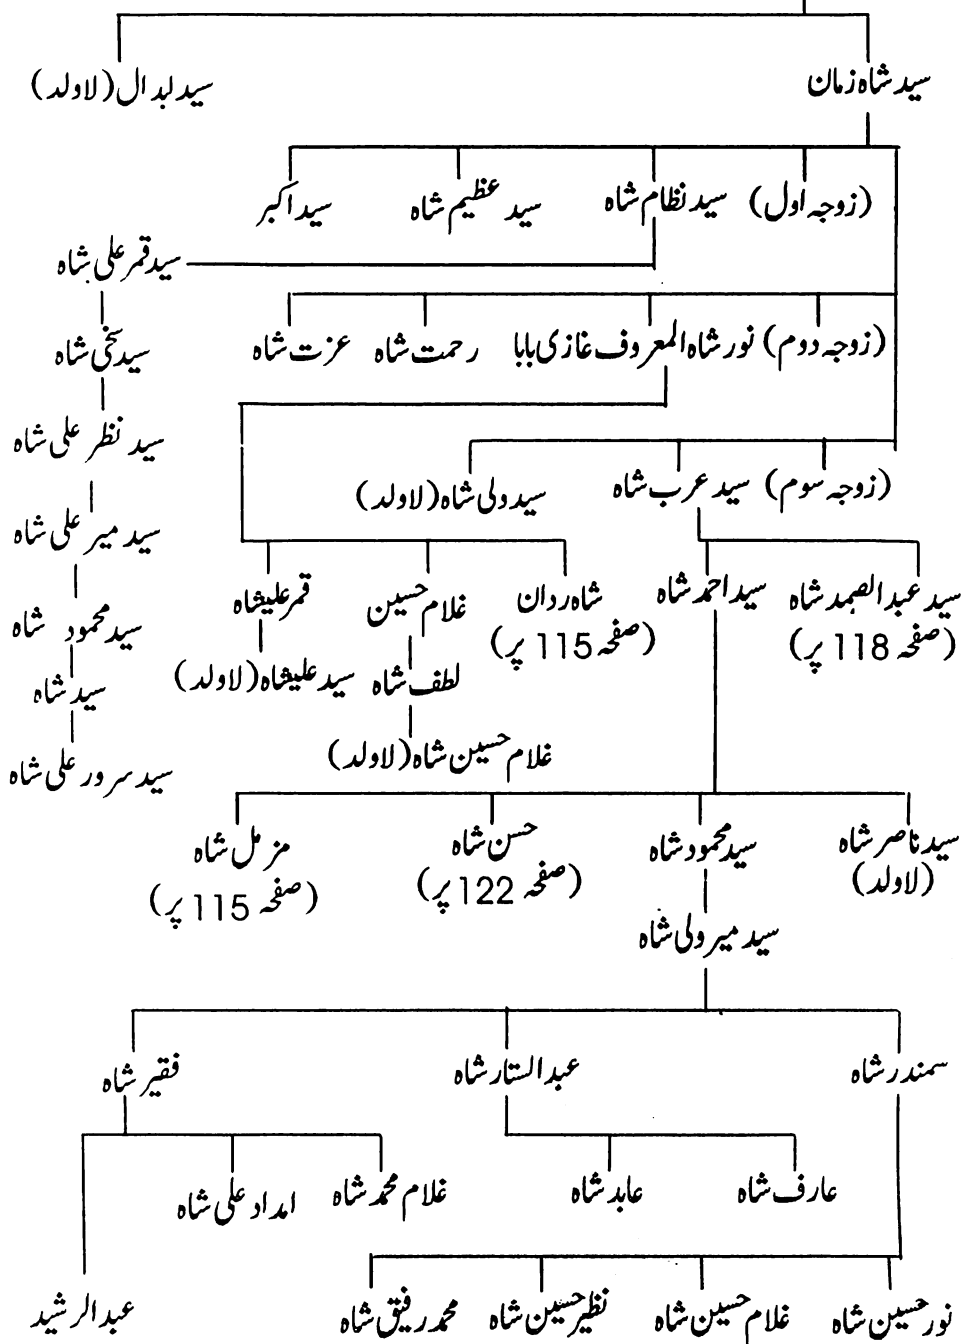 سید شاہ زمان
سید لبدال (لاولد)
(زوجہ اول) سید نظام شاہ
سید عظیم شاہ
سید اکبر
سید قمر علی شاہ
(زوجہ دوم) نور شاہ المعروف غازی بابا
رحمت شاہ
عزت شاہ
سید سخی شاہ
سید نظر علی شاہ
(زوجہ سوم) سید عرب شاہ
سید ولی شاہ (لاولد)
سید میر علی شاہ
سید عبدالصمد شاہ
(صفحہ 118 پر)
سید احمد شاہ
شاہ ردان
(صفحہ 115 پر)
غلام حسین
قمر علیشاہ
سید محمود شاہ
لطف شاہ
سید علیشاہ (لاولد)
سید شاہ
غلام حسین شاہ (لاولد)
سید سرور علی شاہ
سید ناصر شاہ
(لاولد)
سید محمود شاہ
حسن شاہ
(صفحہ 122 پر)
مزمل شاہ
(صفحہ 115 پر)
سید میر ولی شاہ
سمندر شاہ
عبدالستار شاہ
فقیر شاہ
عارف شاہ
عابد شاہ
غلام محمد شاہ
امداد علی شاہ
نور حسین شاہ
غلام حسین شاہ
نظیر حسین شاہ
محمد رفیق شاہ
عبدالرشید